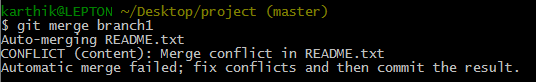 karthik@LEPTON ~/Desktop/project (master)
$ git merge branch1
Auto-merging README.txt
CONFLICT (content): Merge conflict in README.txt
Automatic merge failed; fix conflicts and then commit the result.